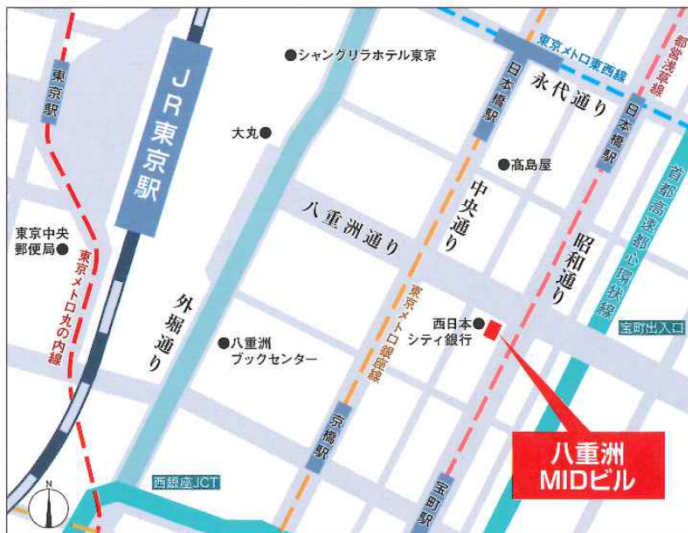 東京メトロ東西線
都営浅草線
シャングリラホテル東京
東京駅
JR東京駅
日本橋駅
永代通り
日本橋駅
大丸
髙島屋
首都高速都心環状線
八重洲通り
中央通り
昭和通り
東京中央
郵便局
東京メトロ丸の内線
外堀通り
東京メトロ銀座線
西日本
シティ銀行
宝町出入口
八重洲
ブックセンター
京橋駅
八重洲
MIDビル
西銀座JCT
宝町駅
N